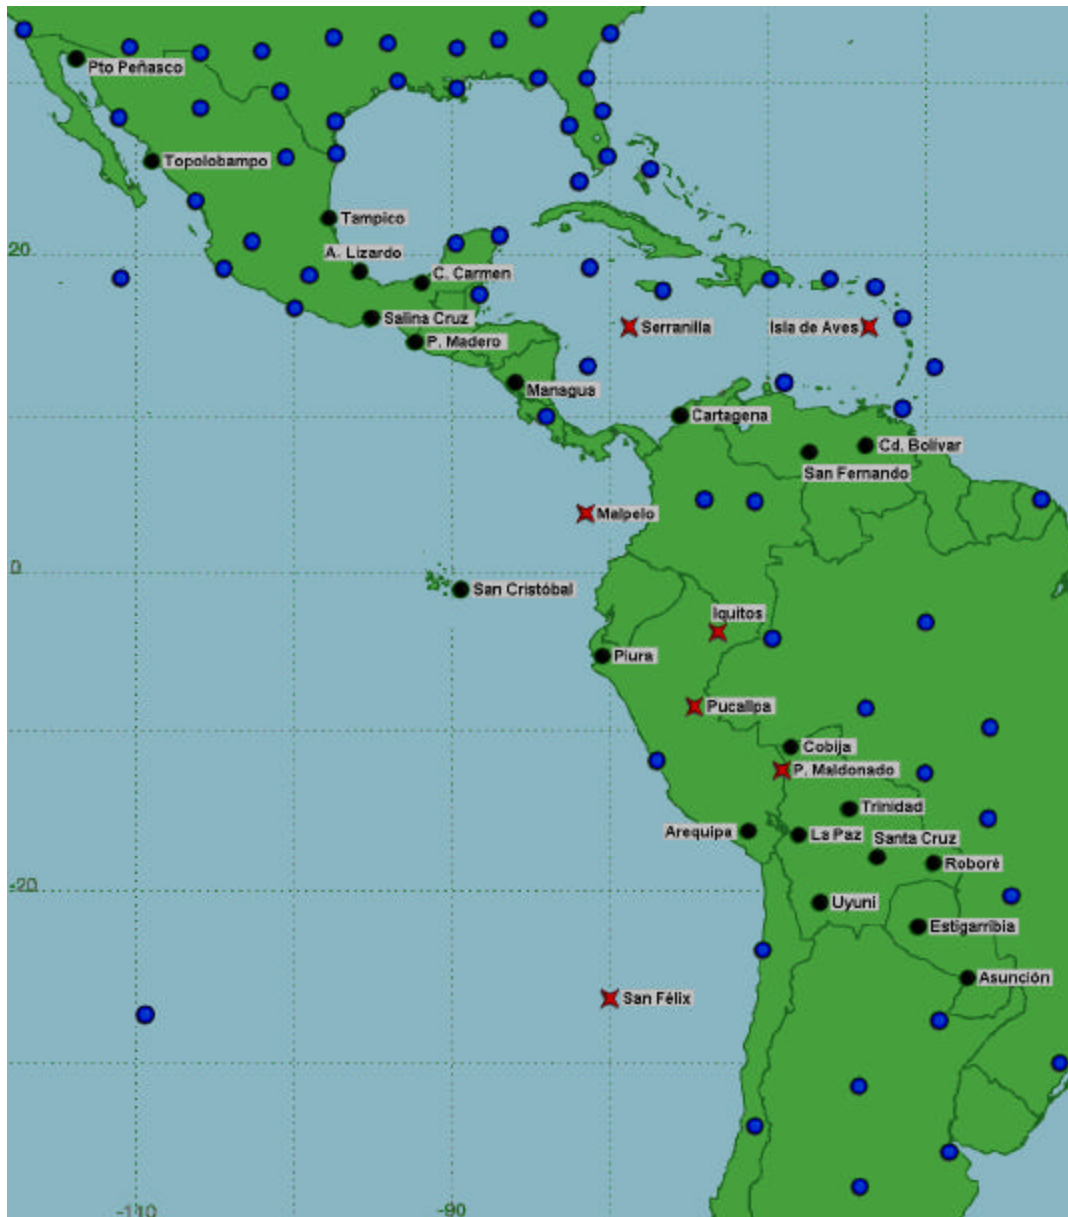 Pto Peñasco
Topolobampo
Tampico
A. Lizardo
20
C. Carmen
Salina Cruz
Serranilla
Isla de Aves
P. Madero
Managua
Cartagena
Cd. Bolívar
San Fernando
Malpelo
0
San Cristóbal
Iquitos
Piura
Pucallpa
Cobija
P. Maldonado
Trinidad
Arequipa
La Paz
Santa Cruz
Roboré
-20
Uyuni
Estigarribia
Asunción
San Félix
-110
-90